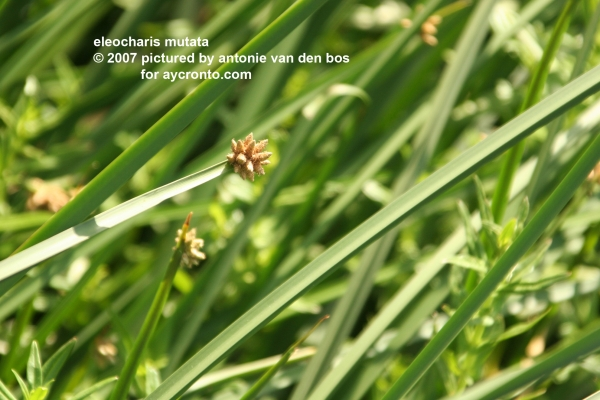 eleocharis mutata
© 2007 pictured by antonie van den bos
for aycronto.com